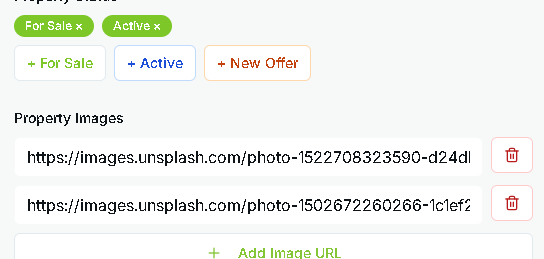 For Sale ×
Active ×
+ For Sale
+ Active
+ New Offer
Property Images
https://images.unsplash.com/photo-1522708323590-d24d
https://images.unsplash.com/photo-1502672260266-1c1ef2
+ Add Image URL